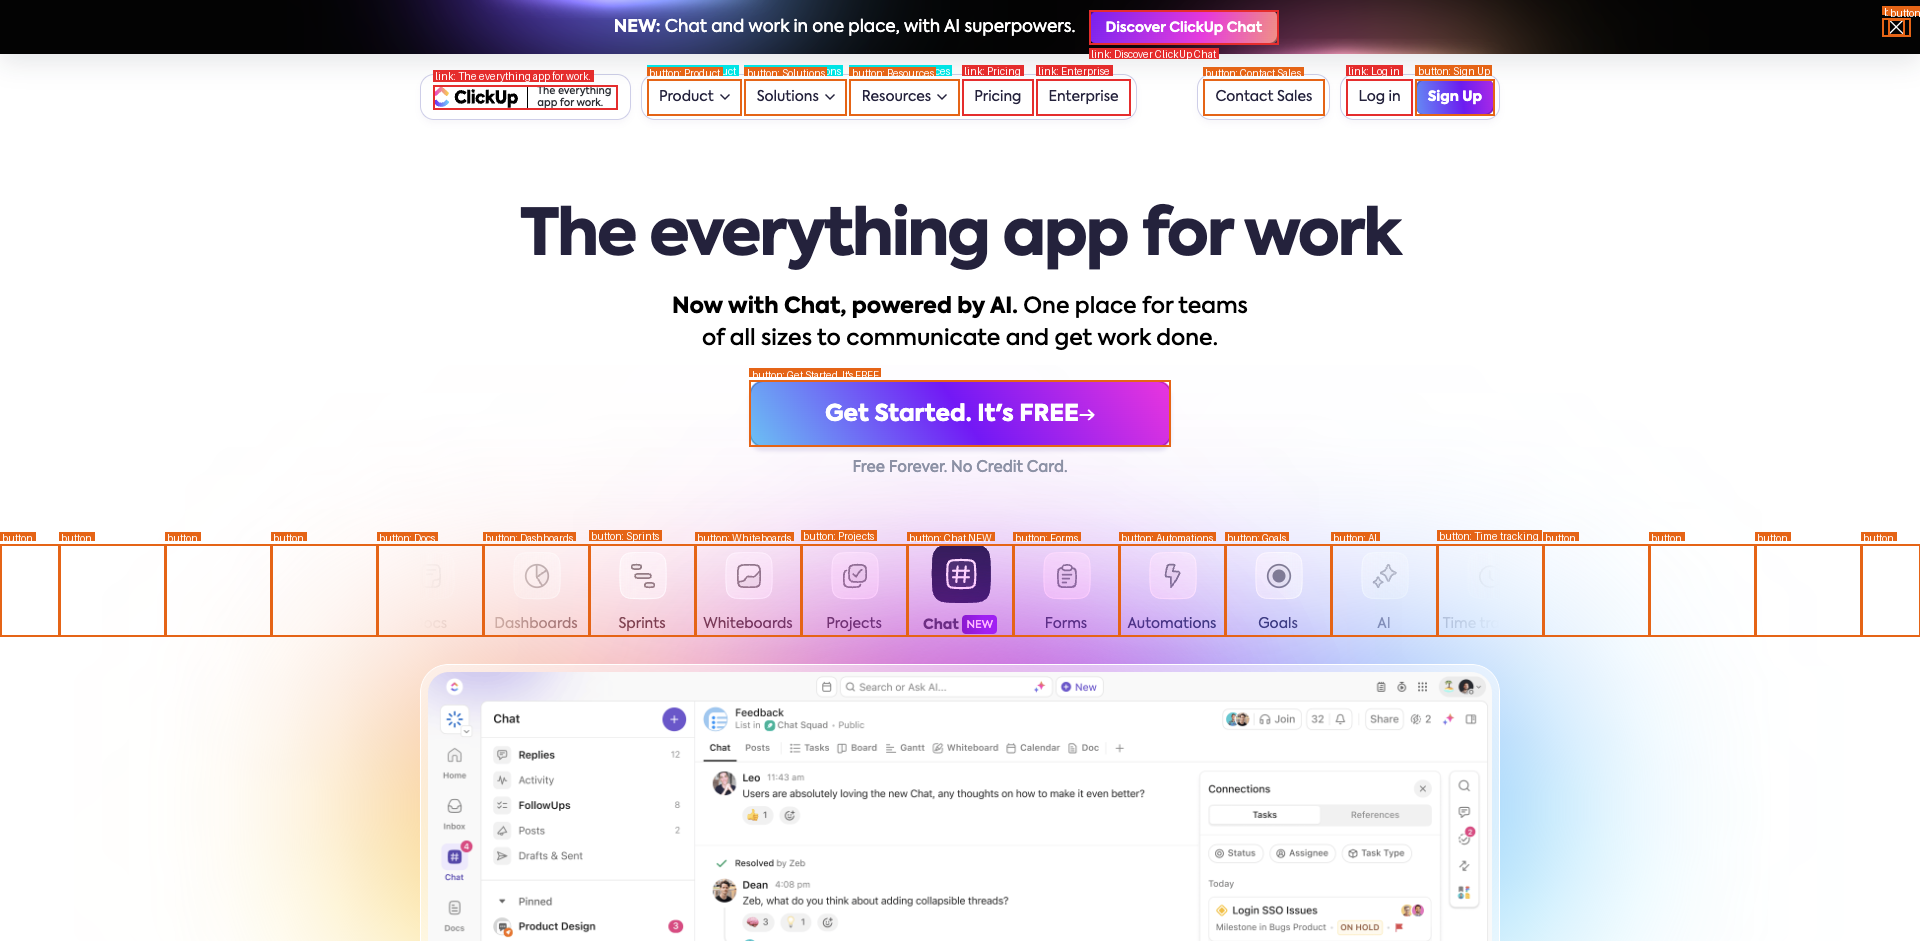 NEW: Chat and work in one place, with AI superpowers.
Discover ClickUp Chat
button
link: Discover ClickUp Chat
link: The everything app for work.
ClickUp
The everything
app for work.
button: Product
button: Solutions
button: Resources
link: Pricing
link: Enterprise
button: Contact Sales
link: Log in
button: Sign Up
Product
Solutions
Resources
Pricing
Enterprise
Contact Sales
Log in
Sign Up
The everything app for work
Now with Chat, powered by AI. One place for teams
of all sizes to communicate and get work done.
button: Get Started. It's FREE
Get Started. It's FREE→
Free Forever. No Credit Card.
button
button
button
button
button: Docs
button: Dashboards
button: Sprints
button: Whiteboards
button: Projects
button: Chat NEW
button: Forms
button: Automations
button: Goals
button: AI
button: Time tracking
button
button
button
button
Dashboards
Sprints
Whiteboards
Projects
Chat NEW
Forms
Automations
Goals
AI
Time
Search or Ask AI...
New
Chat
Feedback
List in Chat Squad • Public
Join
32
Share
2
Chat
Posts
Tasks
Board
Gantt
Whiteboard
Calendar
Doc
Home
Inbox
4
Chat
Docs
Replies 12
Activity
FollowUps 8
Posts 2
Drafts & Sent
Pinned
Product Design 3
Leo 11:43 am
Users are absolutely loving the new Chat, any thoughts on how to make it even better?
1
Resolved by Zeb
Dean 4:08 pm
Zeb, what do you think about adding collapsible threads?
3
1
Connections
Tasks
References
Status
Assignee
Task Type
Today
Login SSO Issues
Milestone in Bugs Product • ON HOLD
2